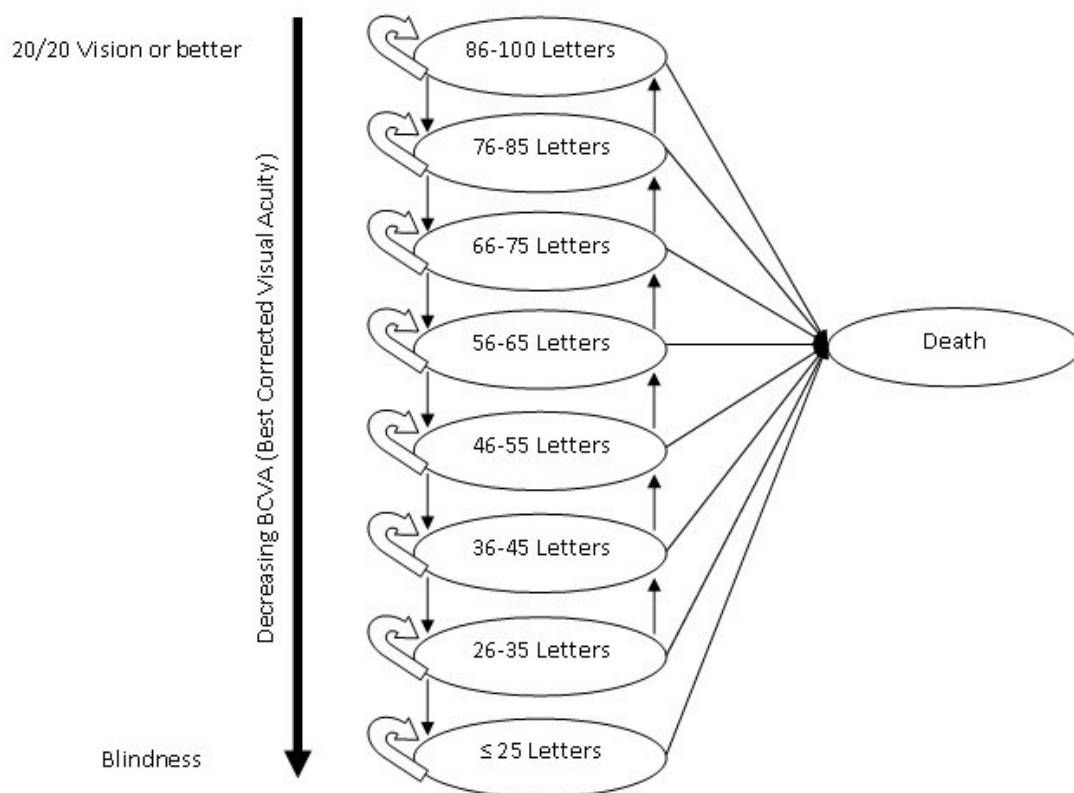 20/20 Vision or better
86-100 Letters
76-85 Letters
66-75 Letters
56-65 Letters
Death
46-55 Letters
36-45 Letters
26-35 Letters
≤ 25 Letters
Blindness
Decreasing BCVA (Best Corrected Visual Acuity)